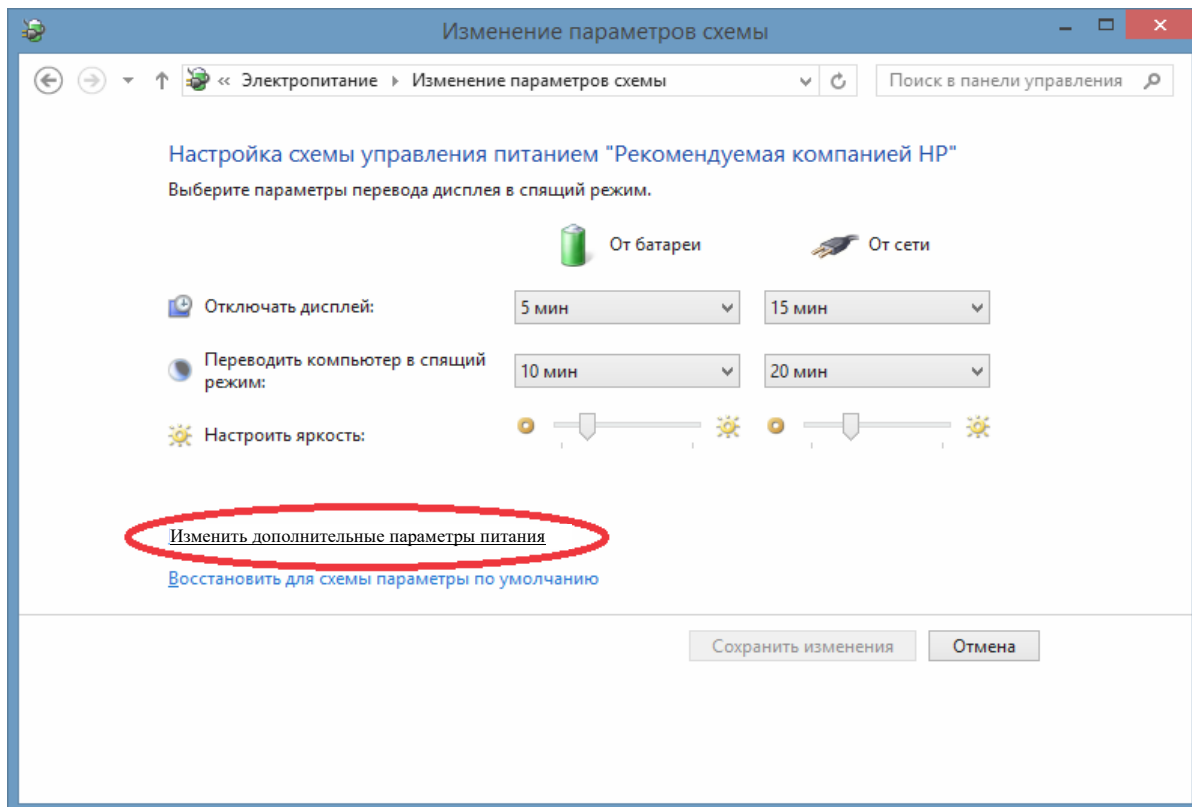 Изменение параметров схемы
« Электропитание Изменение параметров схемы
Поиск в панели управления
Настройка схемы управления питанием "Рекомендуемая компанией HP"
Выберите параметры перевода дисплея в спящий режим.
От батареи От сети
Отключать дисплей: 5 мин 15 мин
Переводить компьютер в спящий
режим: 10 мин 20 мин
Настроить яркость:
Изменить дополнительные параметры питания
Восстановить для схемы параметры по умолчанию
Сохранить изменения Отмена